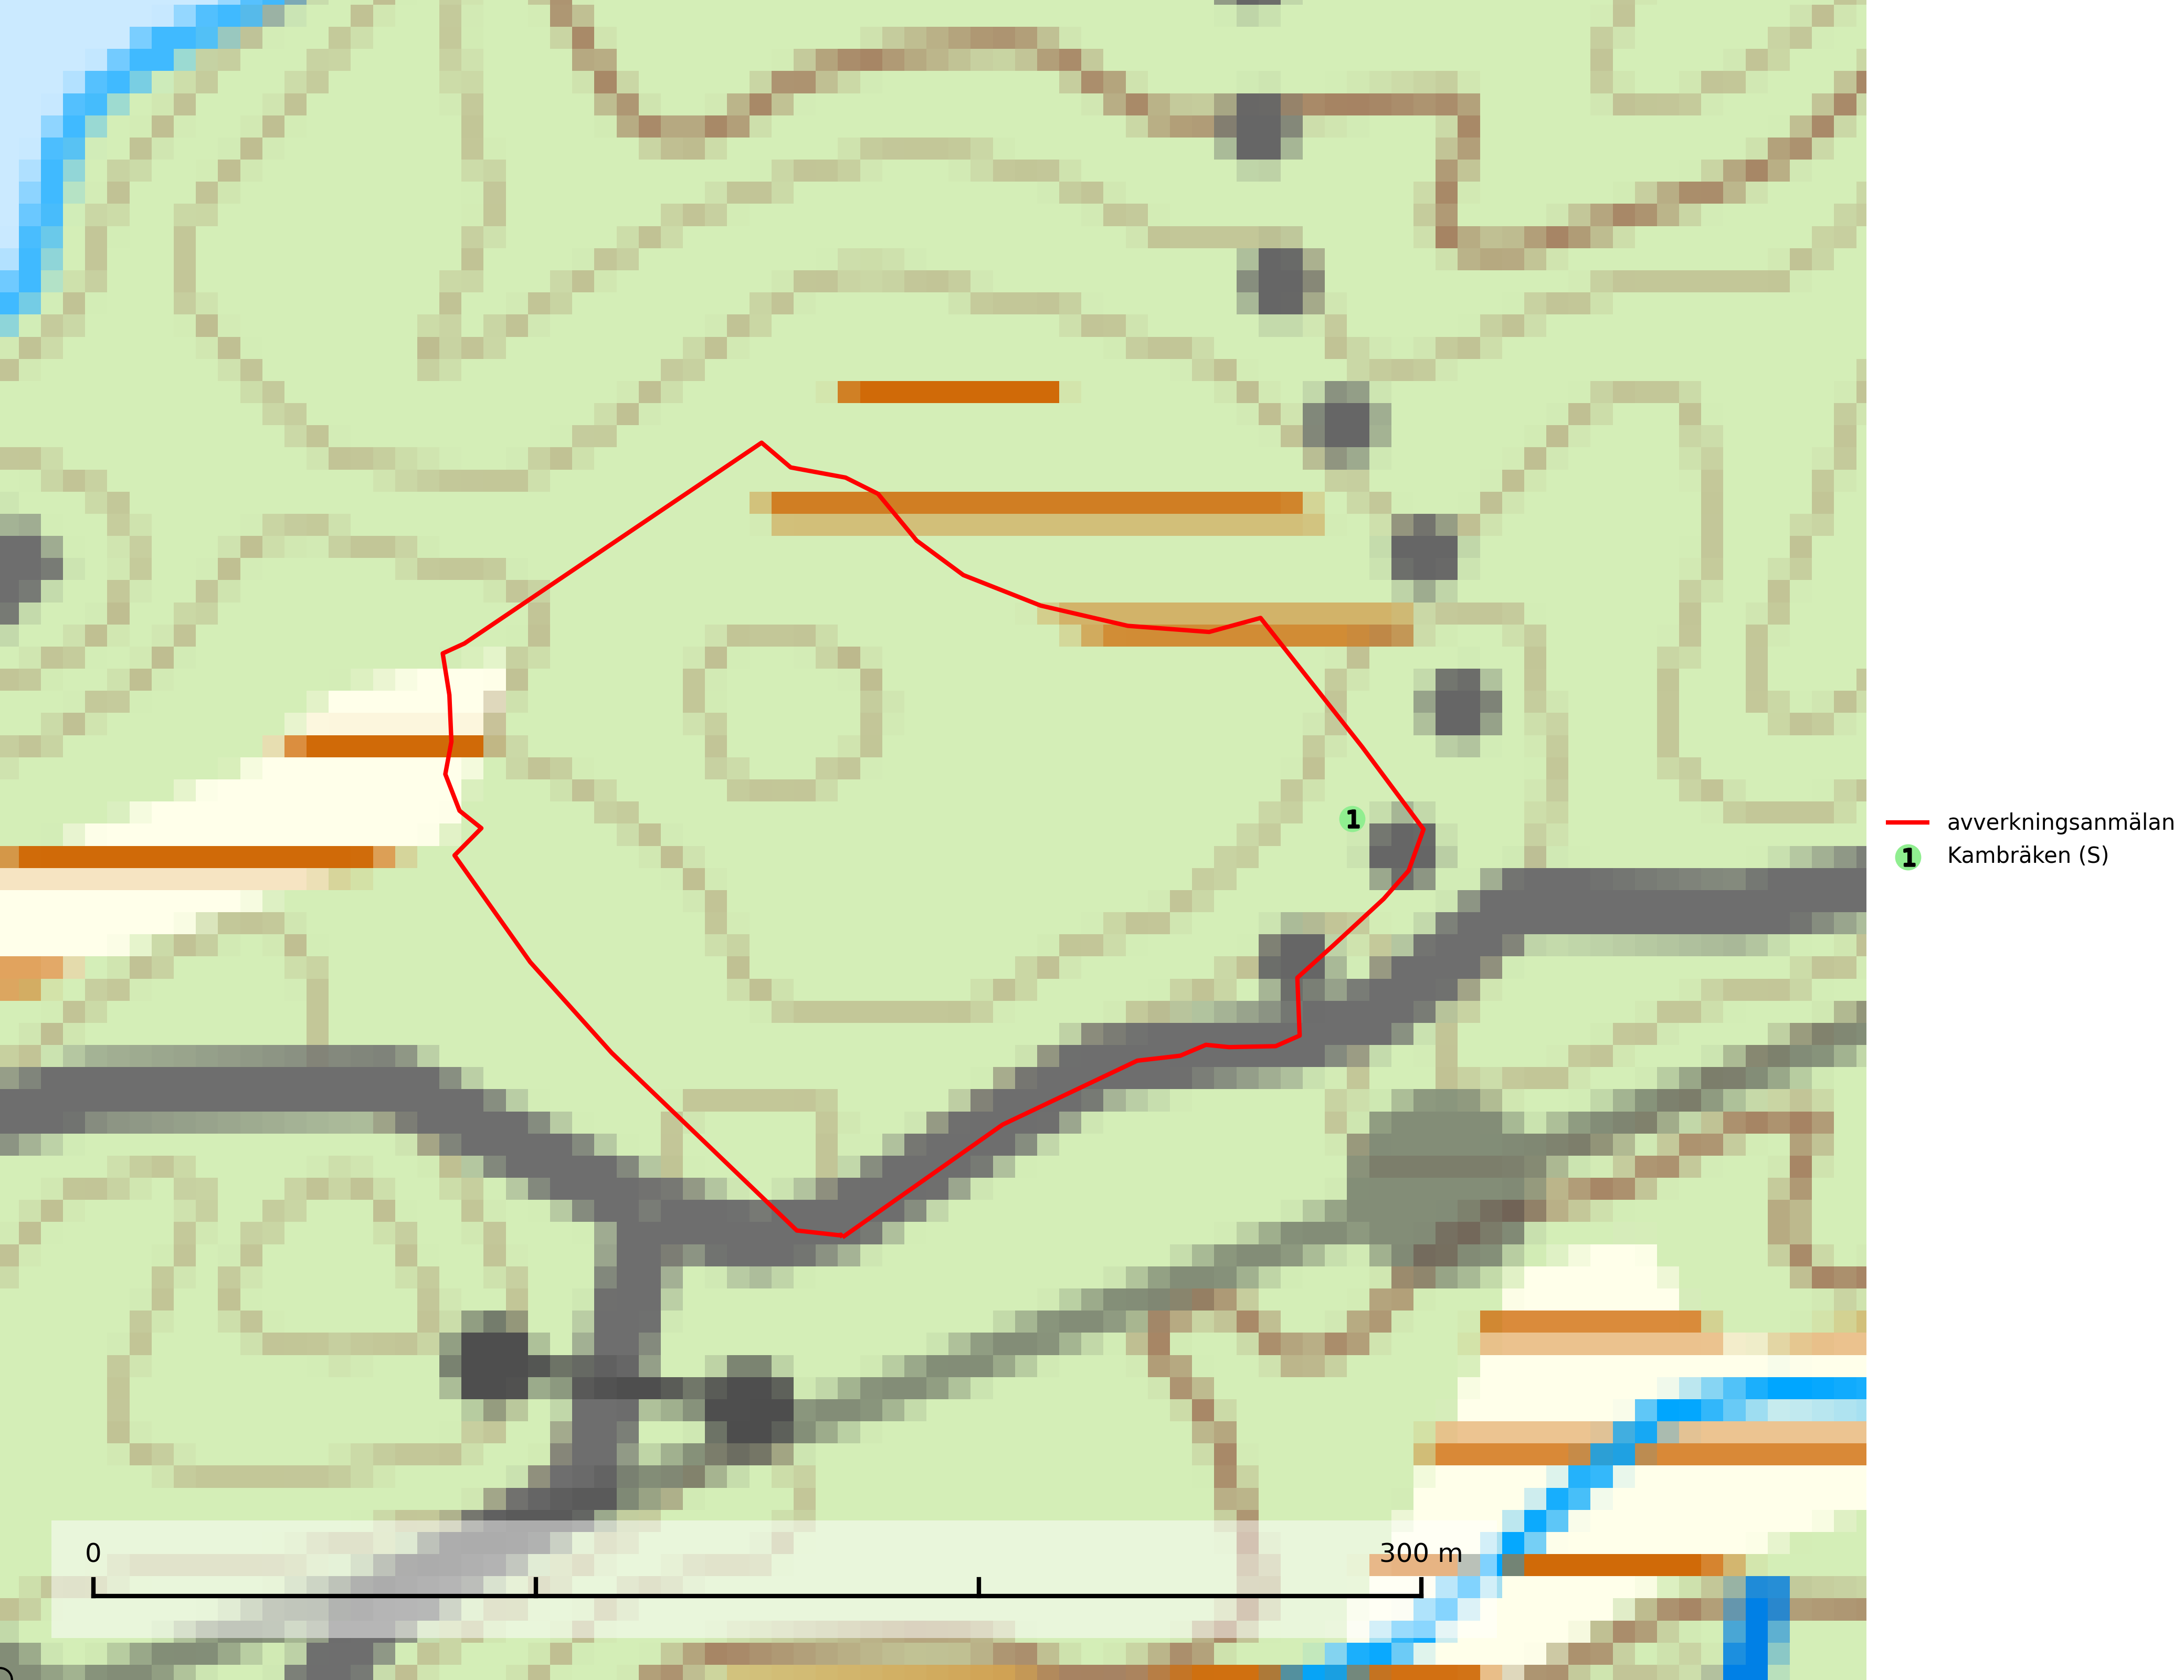 1
avverkningsanmälan
1 Kambräken (S)
0 300 m